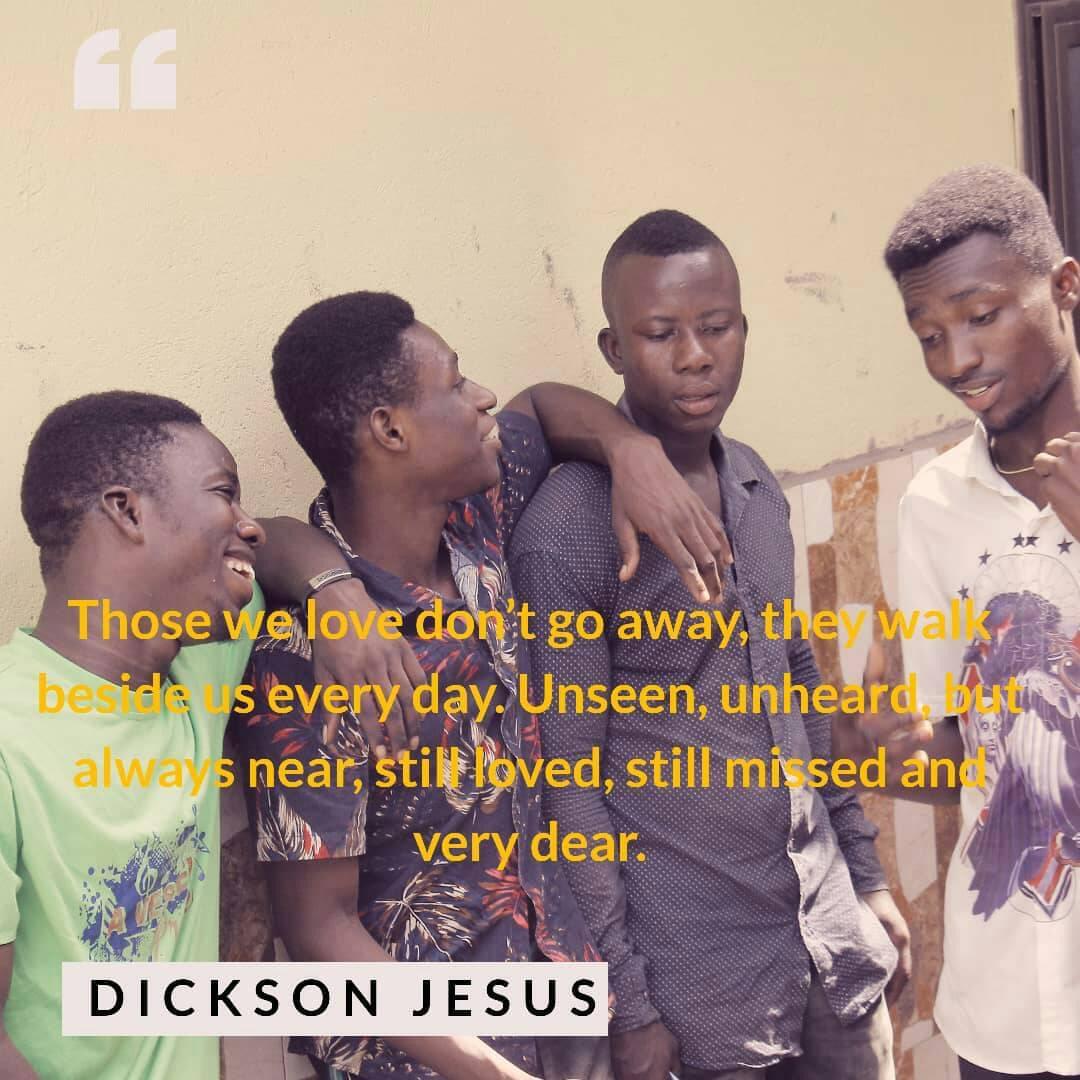 “
Those we love don’t go away, they walk
beside us every day. Unseen, unheard, but
always near, still loved, still missed and
very dear.
DICKSON JESUS